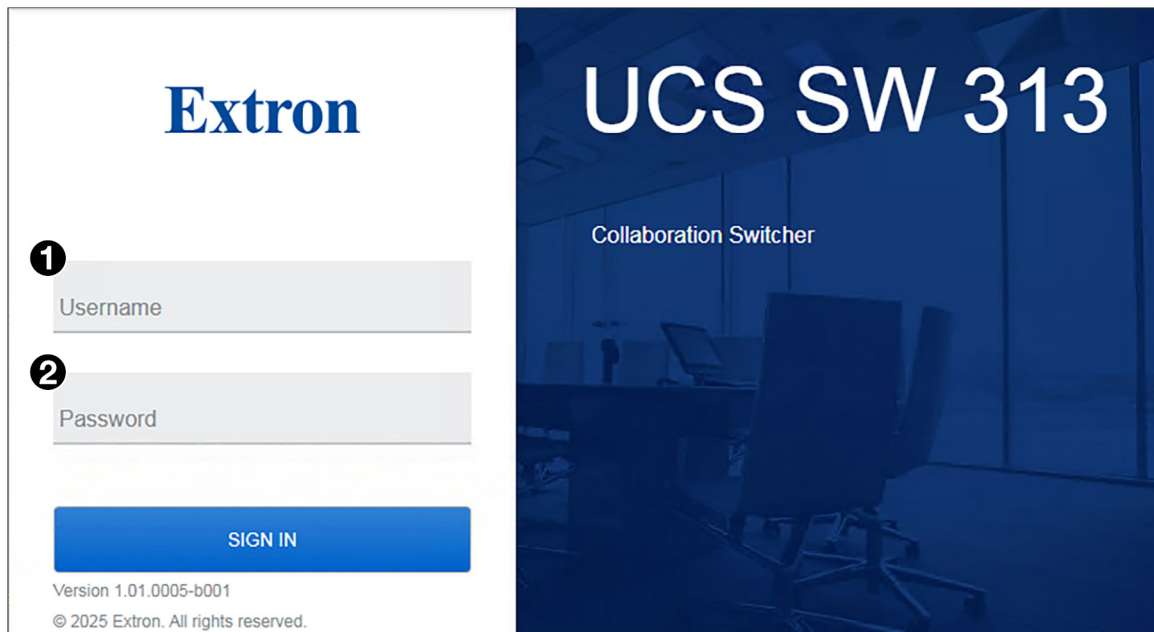 Extron
1
Username
2
Password
SIGN IN
Version 1.01.0005-b001
© 2025 Extron. All rights reserved.
UCS SW 313
Collaboration Switcher